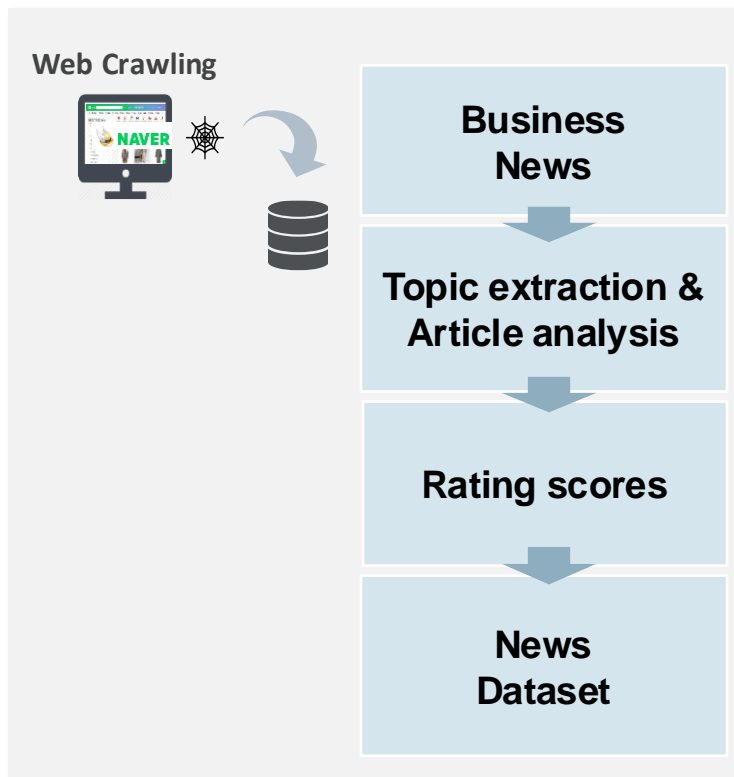 Web Crawling
NAVER
Business
News
Topic extraction &
Article analysis
Rating scores
News
Dataset